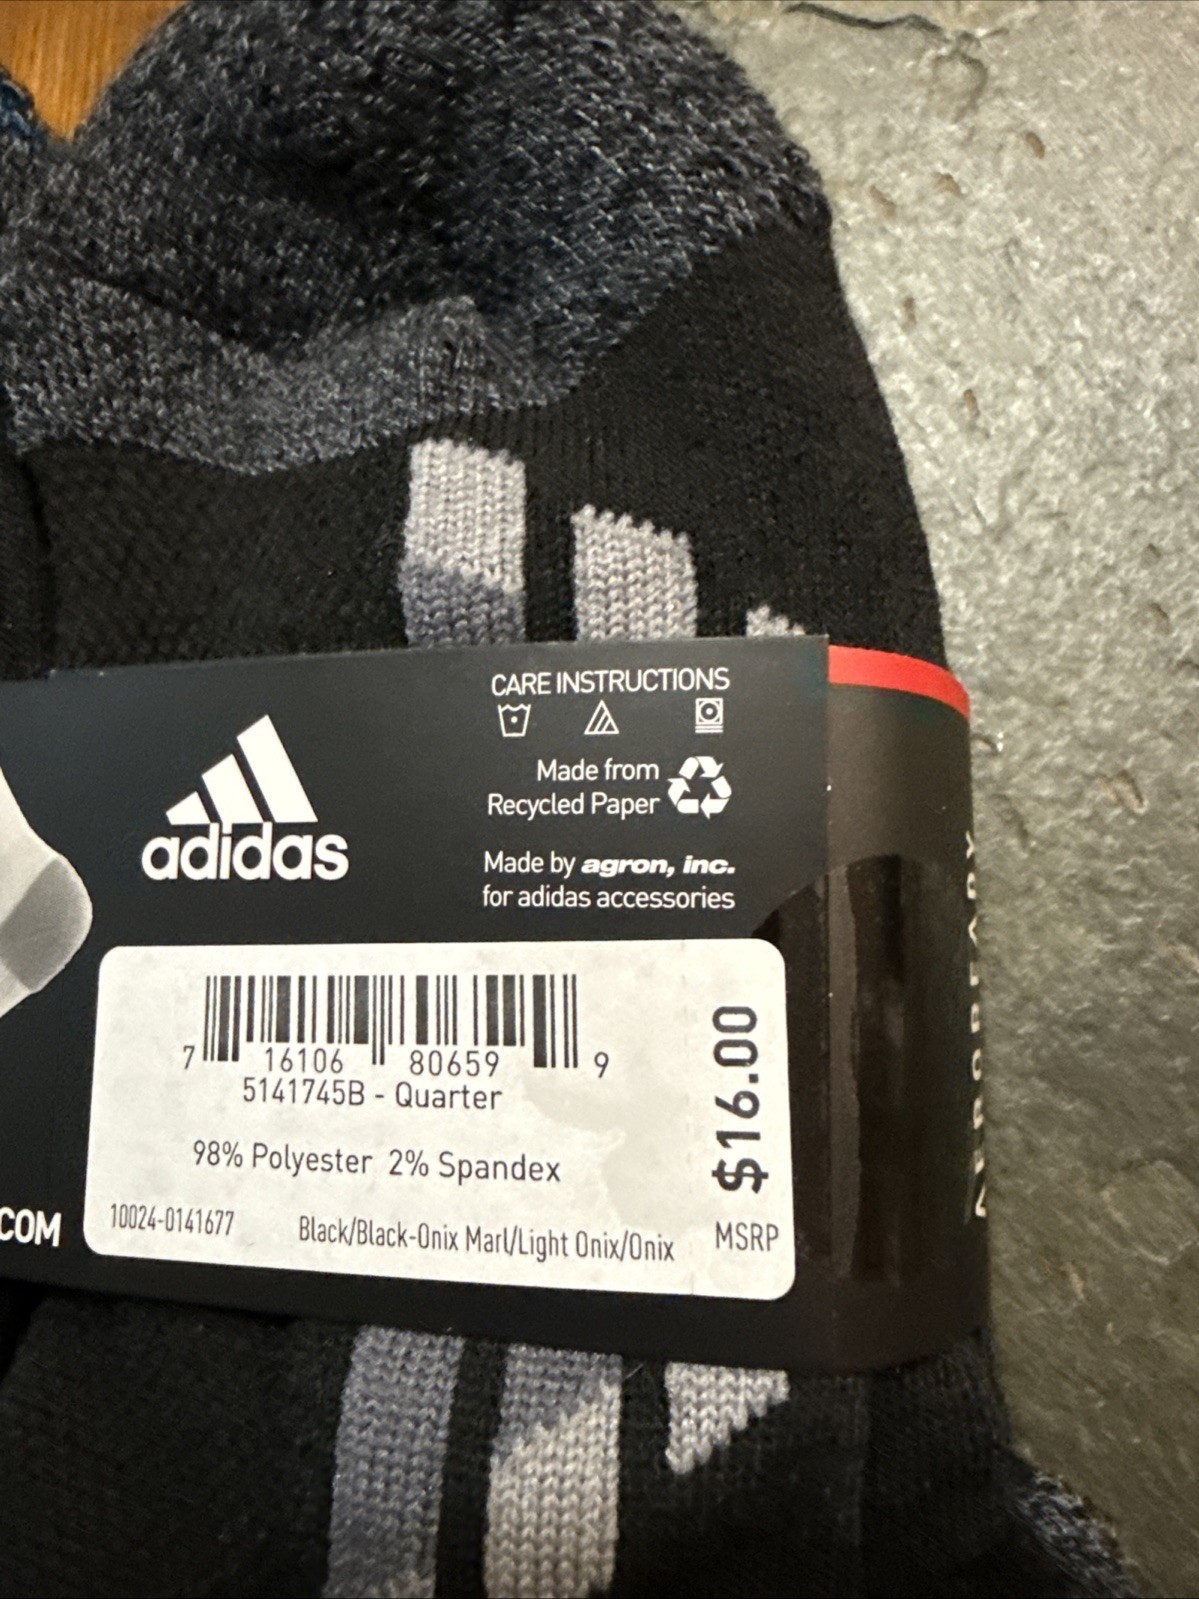 CARE INSTRUCTIONS
Made from
Recycled Paper
adidas
Made by agron, inc.
for adidas accessories
7 16106 80659 9
5141745B - Quarter
98% Polyester 2% Spandex
$16.00
MSRP
10024-0141677
Black/Black-Onix Marl/Light Onix/Onix
.COM